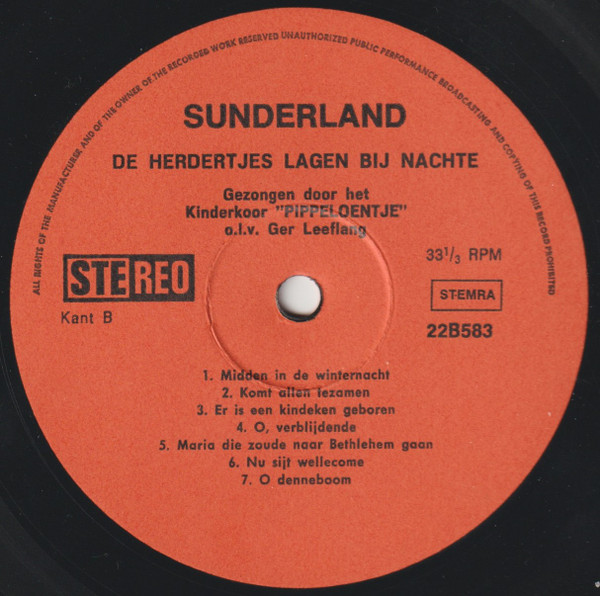 ALL RIGHTS OF THE MANUFACTURER AND OF THE OWNER OF THE RECORDED WORK RESERVED UNAUTHORIZED PUBLIC PERFORMANCE BROADCASTING AND COPYING OF THIS RECORD PROHIBITED
SUNDERLAND
DE HERDERTJES LAGEN BIJ NACHTE
Gezongen door het
Kinderkoor "PIPPELOENTJE"
o.l.v. Ger Leeflang
33 1/3 RPM
STEREO
STEMRA
Kant B
22B583
1. Midden in de winternacht
2. Komt allen tezamen
3. Er is een kindeken geboren
4. O, verblijdende
5. Maria die zoude naar Bethlehem gaan
6. Nu sijt wellecome
7. O denneboom